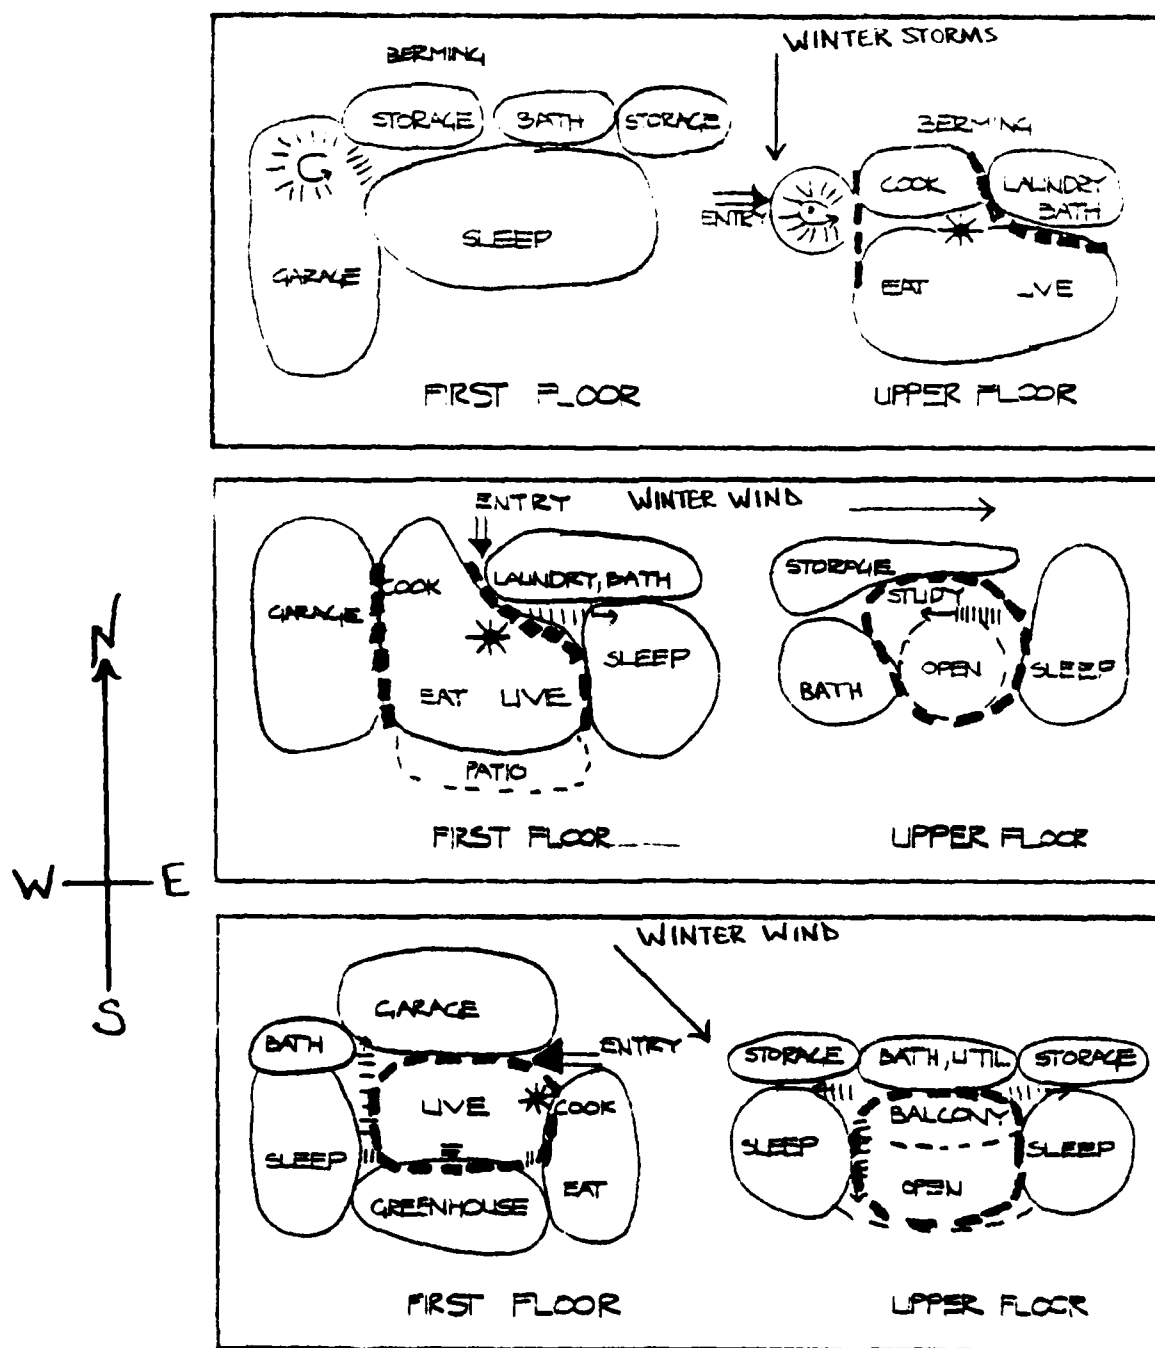 WINTER STORMS
BERMING
STORAGE
BATH
STORAGE
BERMING
COOK
LAUNDRY
BATH
ENTRY
SLEEP
GARAGE
EAT
LIVE
FIRST FLOOR
UPPER FLOOR
ENTRY
WINTER WIND
COOK
LAUNDRY, BATH
STORAGE
STUDY
GARAGE
SLEEP
OPEN
SLEEP
EAT
LIVE
BATH
PATIO
FIRST FLOOR
UPPER FLOOR
N
W
E
S
WINTER WIND
GARAGE
BATH
ENTRY
STORAGE
BATH, UTIL
STORAGE
LIVE
COOK
BALCONY
SLEEP
SLEEP
SLEEP
EAT
OPEN
GREENHOUSE
FIRST FLOOR
UPPER FLOOR